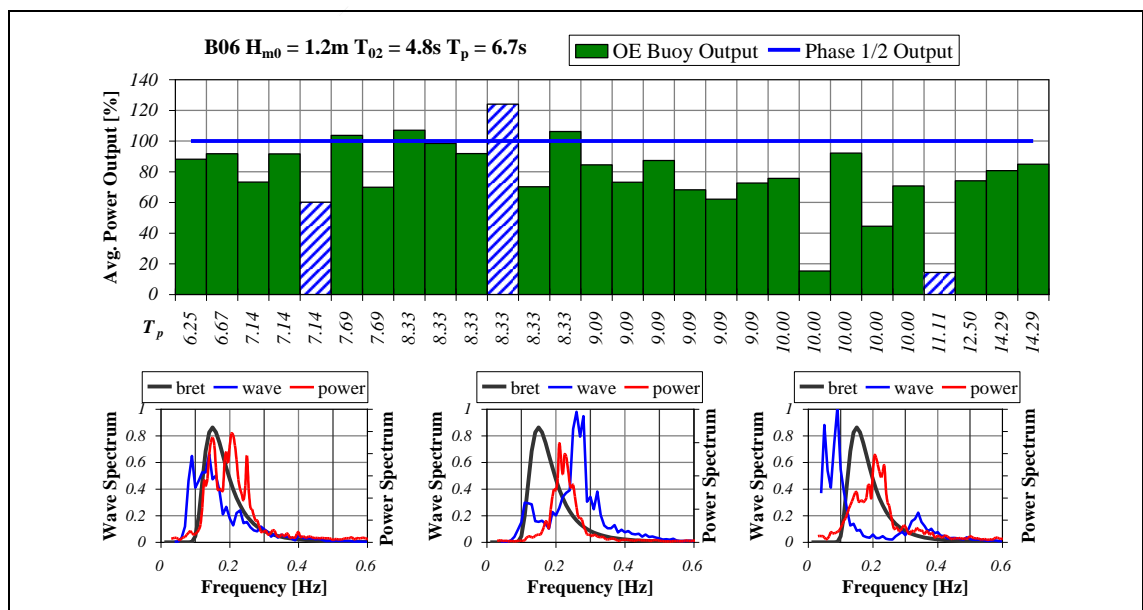 B06 Hm0 = 1.2m T02 = 4.8s Tp = 6.7s
OE Buoy Output Phase 1/2 Output
Avg. Power Output [%]
140
120
100
80
60
40
20
0
Tp 6.25 6.67 7.14 7.14 7.14 7.69 7.69 8.33 8.33 8.33 8.33 8.33 8.33 9.09 9.09 9.09 9.09 9.09 9.09 10.00 10.00 10.00 10.00 10.00 11.11 12.50 14.29 14.29
bret wave power
Wave Spectrum
1
0.8
0.6
0.4
0.2
0
Power Spectrum
0 0.2 0.4 0.6
Frequency [Hz]
bret wave power
Wave Spectrum
1
0.8
0.6
0.4
0.2
0
Power Spectrum
0 0.2 0.4 0.6
Frequency [Hz]
bret wave power
Wave Spectrum
1
0.8
0.6
0.4
0.2
0
Power Spectrum
0 0.2 0.4 0.6
Frequency [Hz]